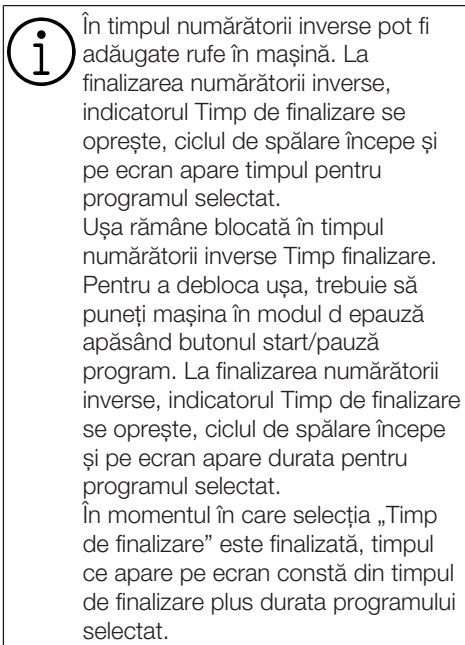 În timpul numărătorii inverse pot fi
adăugate rufe în mașină. La
finalizarea numărătorii inverse,
indicatorul Timp de finalizare se
oprește, ciclul de spălare începe și
pe ecran apare timpul pentru
programul selectat.
Ușa rămâne blocată în timpul
numărătorii inverse Timp finalizare.
Pentru a debloca ușa, trebuie să
puneți mașina în modul d epauză
apăsând butonul start/pauză
program. La finalizarea numărătorii
inverse, indicatorul Timp de finalizare
se oprește, ciclul de spălare începe
și pe ecran apare durata pentru
programul selectat.
În momentul în care selecția „Timp
de finalizare” este finalizată, timpul
ce apare pe ecran constă din timpul
de finalizare plus durata programului
selectat.